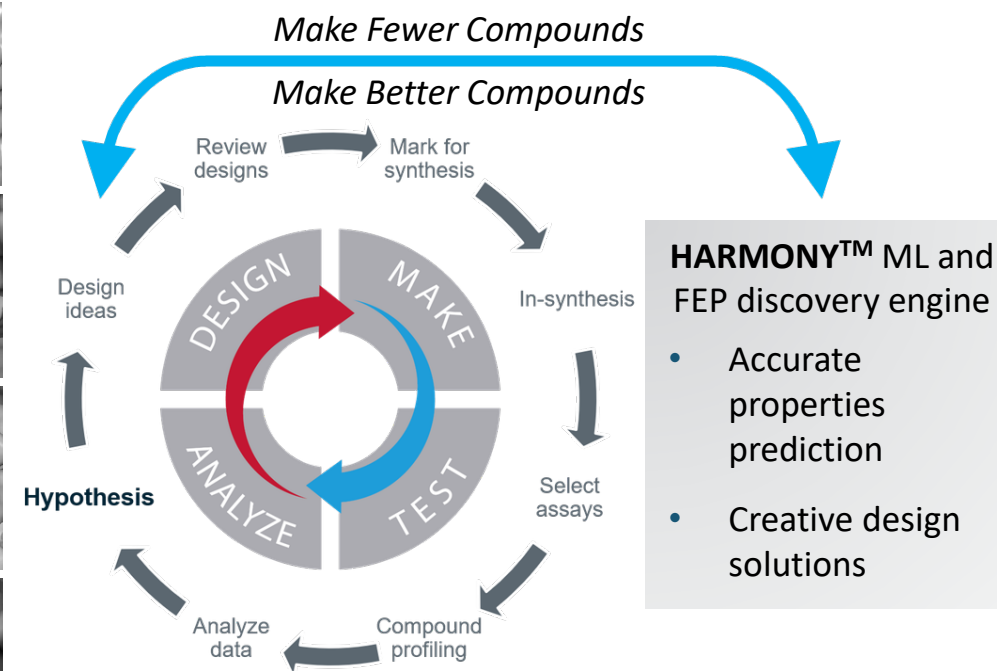 Make Fewer Compounds
Make Better Compounds
Review
designs
Mark for
synthesis
Design
ideas
In-synthesis
DESIGN
MAKE
ANALYZE
TEST
Hypothesis
Select
assays
Analyze
data
Compound
profiling
HARMONY™ ML and
FEP discovery engine
• Accurate
properties
prediction
• Creative design
solutions